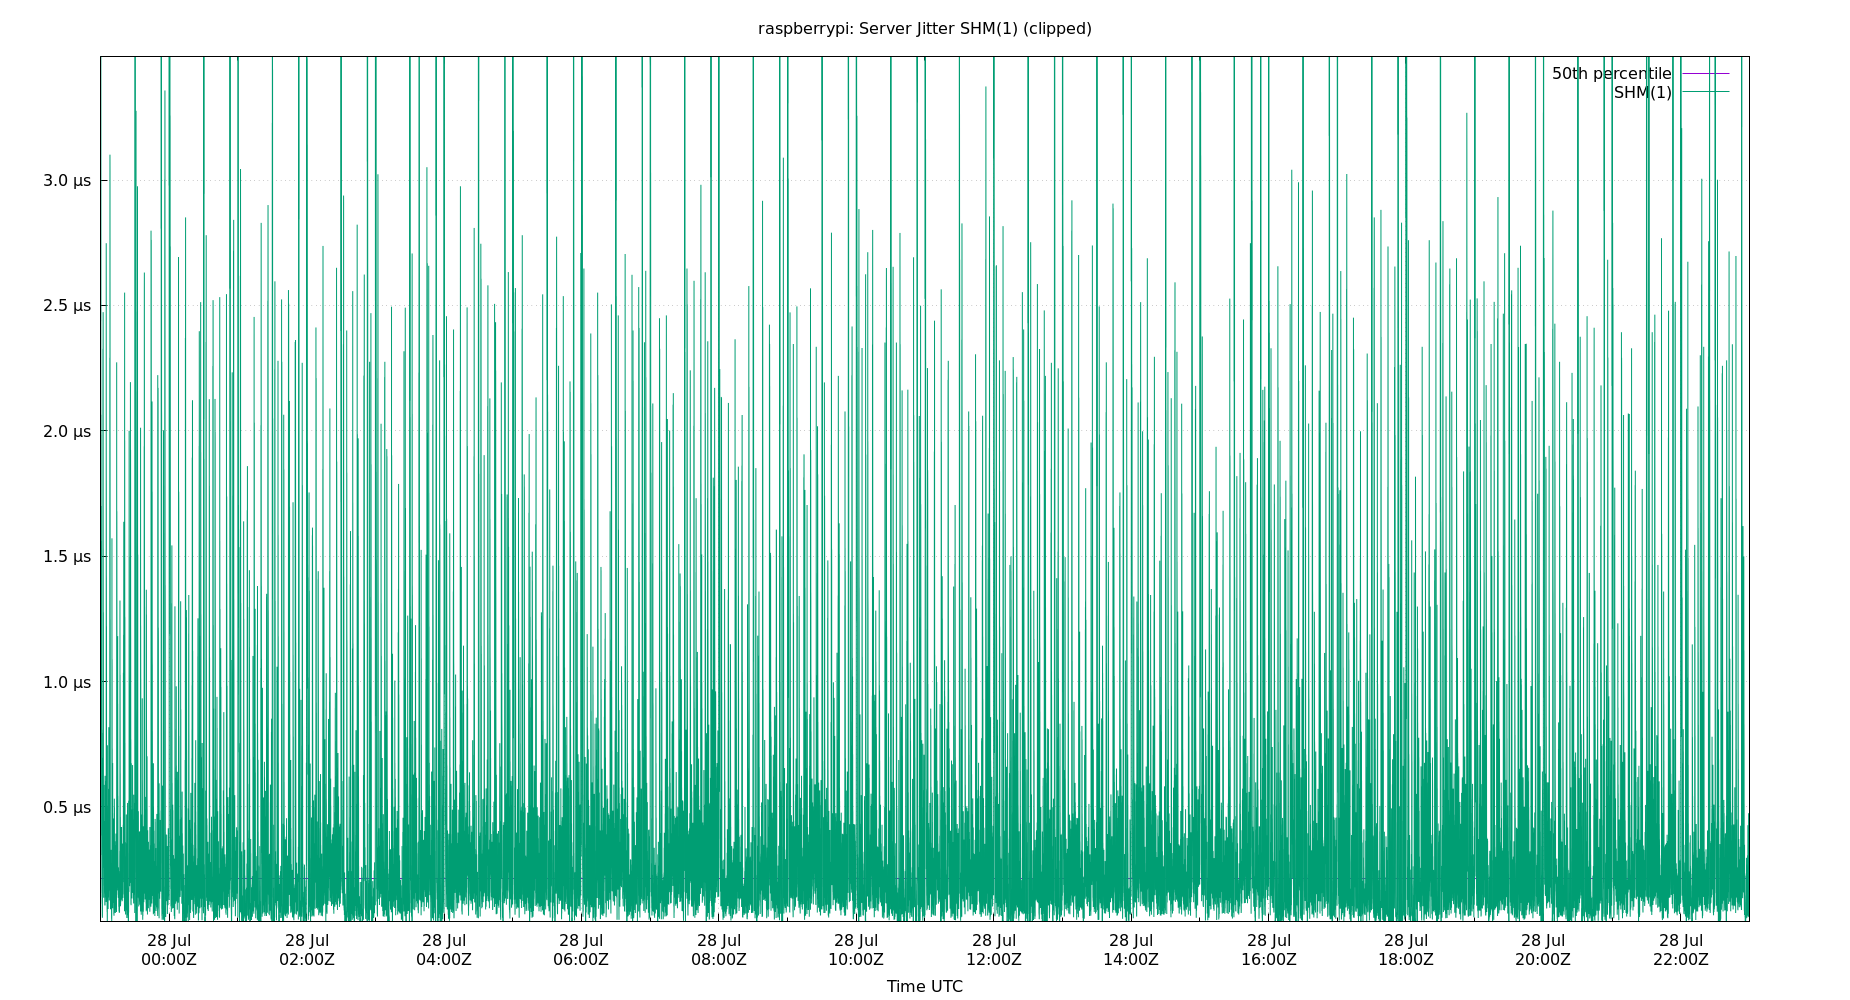 raspberrypi: Server Jitter SHM(1) (clipped)
50th percentile
SHM(1)
3.0 µs
2.5 µs
2.0 µs
1.5 µs
1.0 µs
0.5 µs
28 Jul 28 Jul 28 Jul 28 Jul 28 Jul 28 Jul 28 Jul 28 Jul 28 Jul 28 Jul 28 Jul 28 Jul
00:00Z 02:00Z 04:00Z 06:00Z 08:00Z 10:00Z 12:00Z 14:00Z 16:00Z 18:00Z 20:00Z 22:00Z
Time UTC